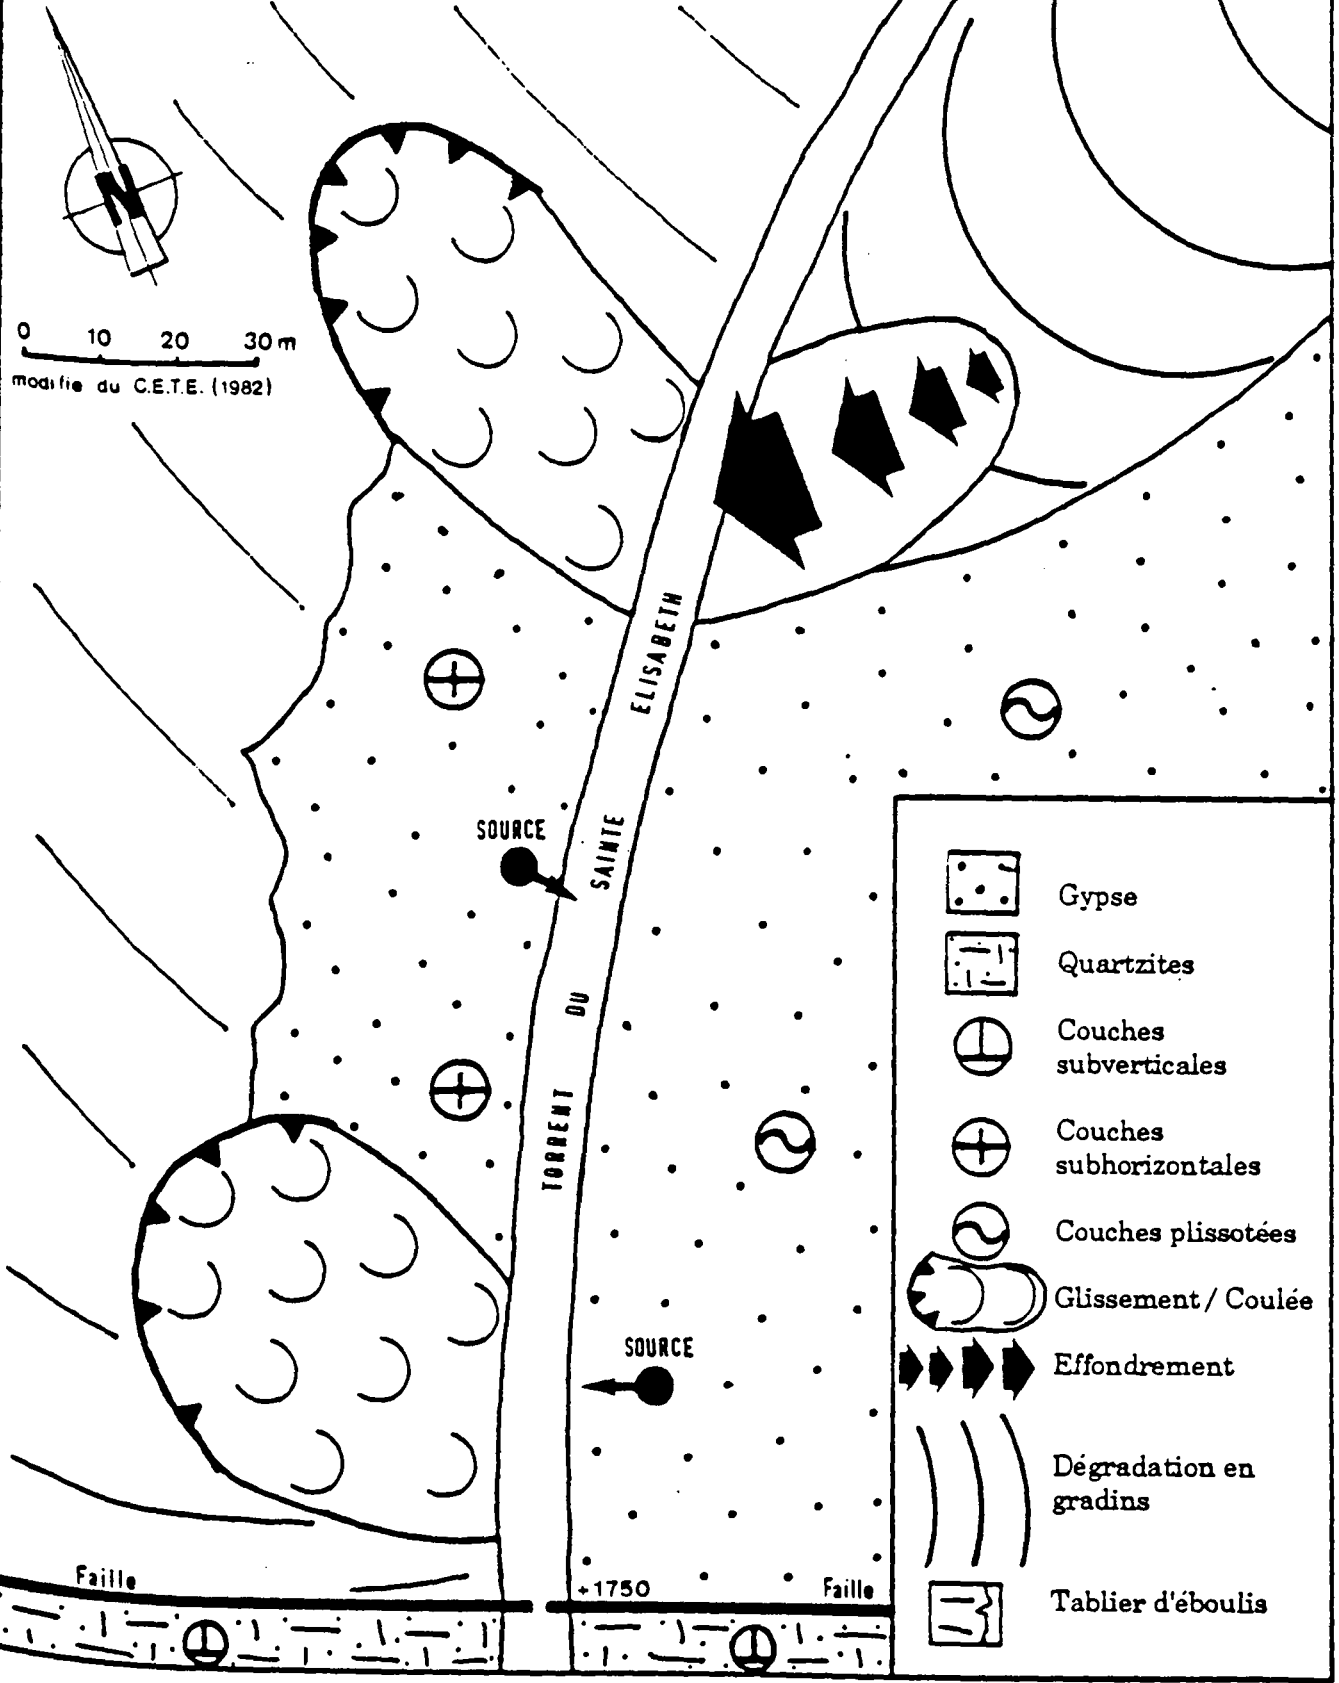 N
0 10 20 30 m
modifie du C.E.T.E. (1982)
TORRENT DU SAINTE ELISABETH
SOURCE
SOURCE
Faille
+1750
Faille
Gypse
Quartzites
Couches
subverticales
Couches
subhorizontales
Couches plissotées
Glissement / Coulée
Effondrement
Dégradation en
gradins
Tablier d'éboulis